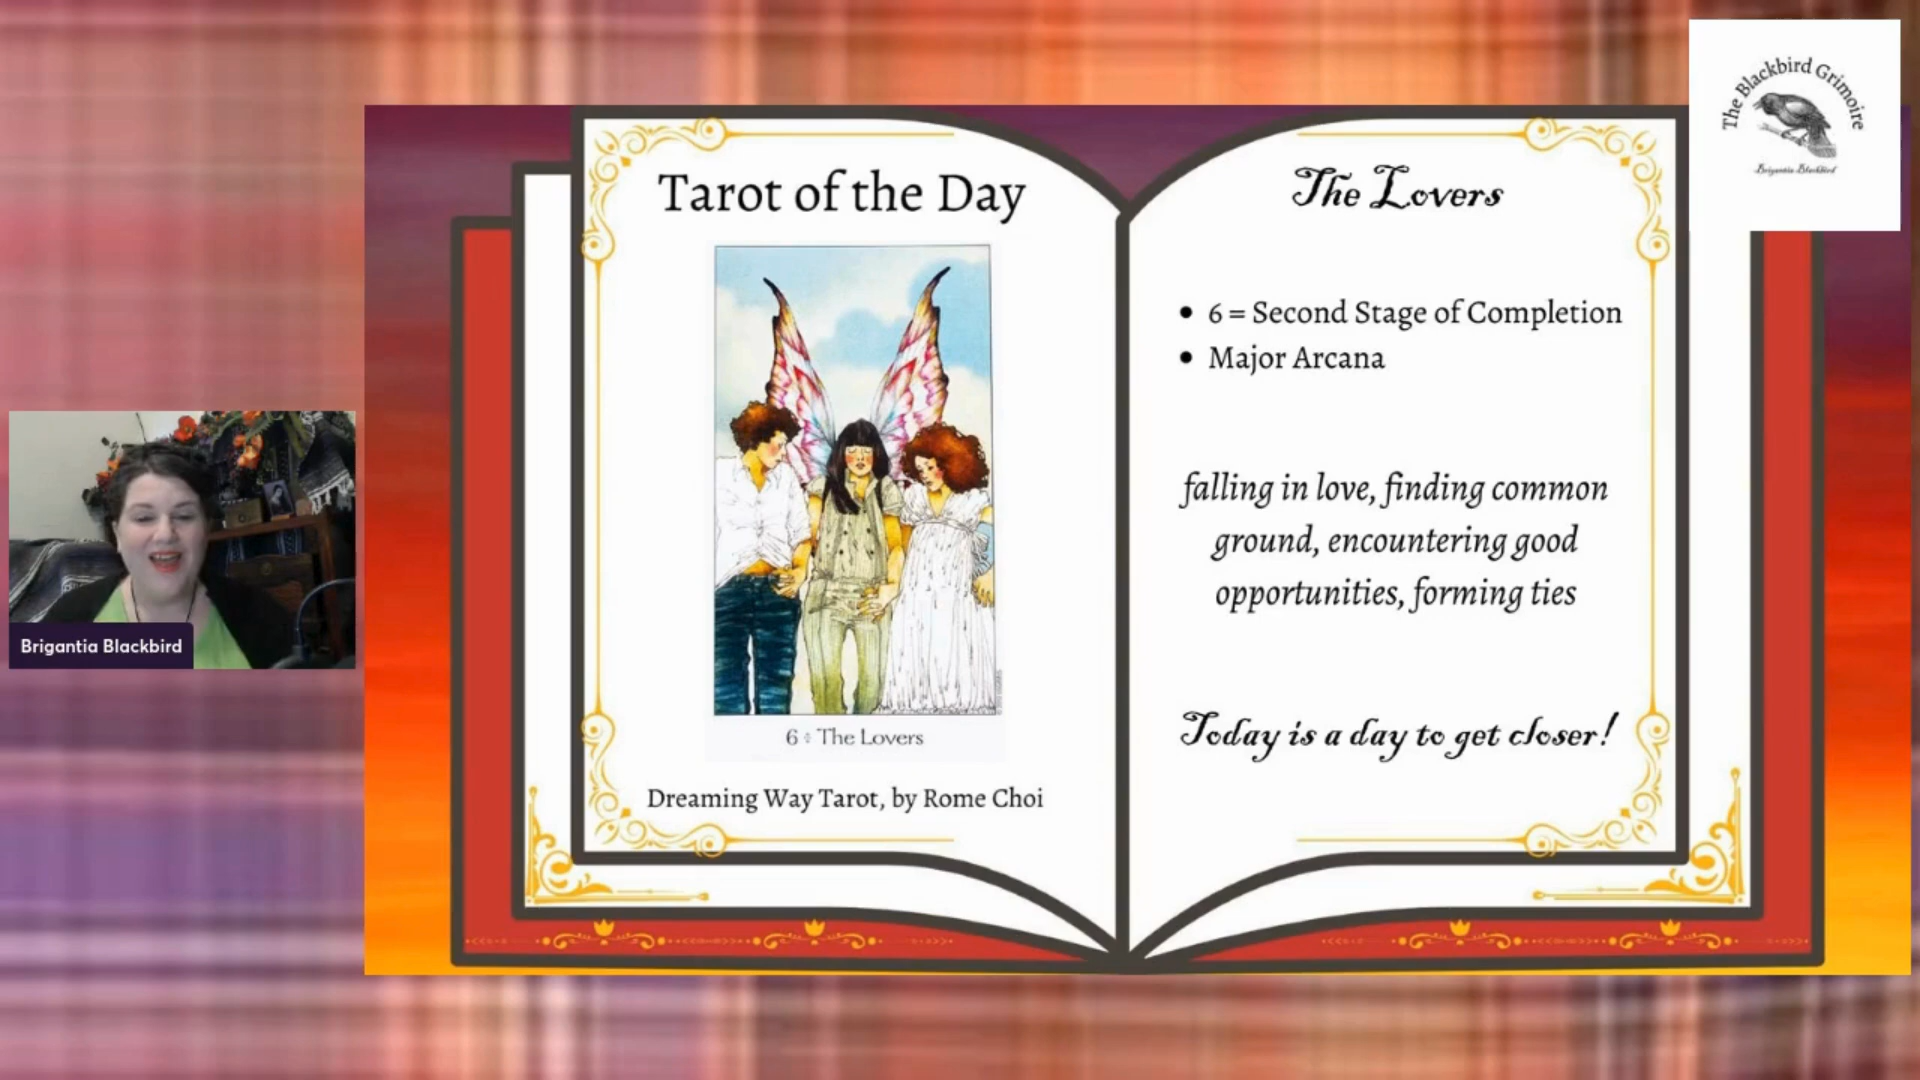 The Blackbird Grimoire
Brigantia Blackbird
Tarot of the Day
6 ÷ The Lovers
Dreaming Way Tarot, by Rome Choi
The Lovers
• 6 = Second Stage of Completion
• Major Arcana
falling in love, finding common
ground, encountering good
opportunities, forming ties
Today is a day to get closer!
Brigantia Blackbird